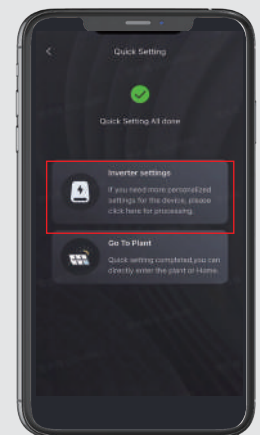 Quick Setting
Quick Setting All done
Inverter settings
If you need more personalized
settings for the device, please
click here for processing.
Go To Plant
Quick setting completed,you can
directly enter the plant or Home.